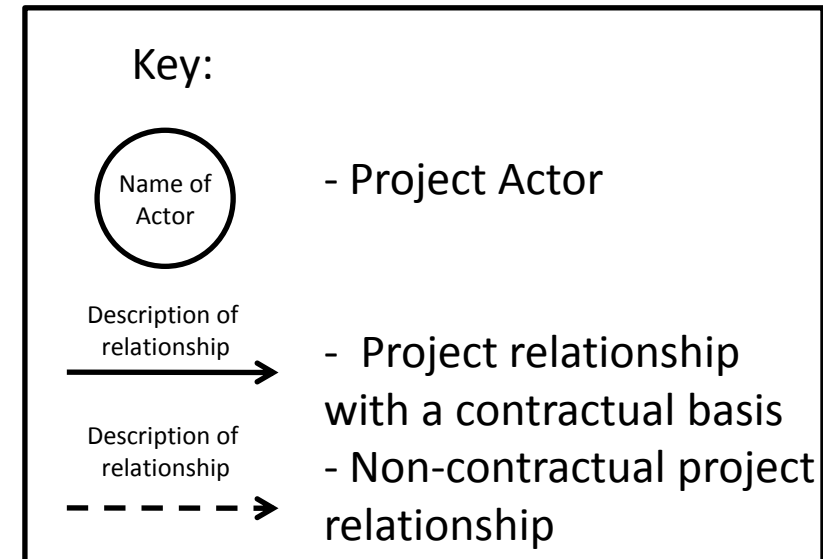 Key:
Name of
Actor
- Project Actor
Description of
relationship
- Project relationship
with a contractual basis
Description of
relationship
- Non-contractual project
relationship